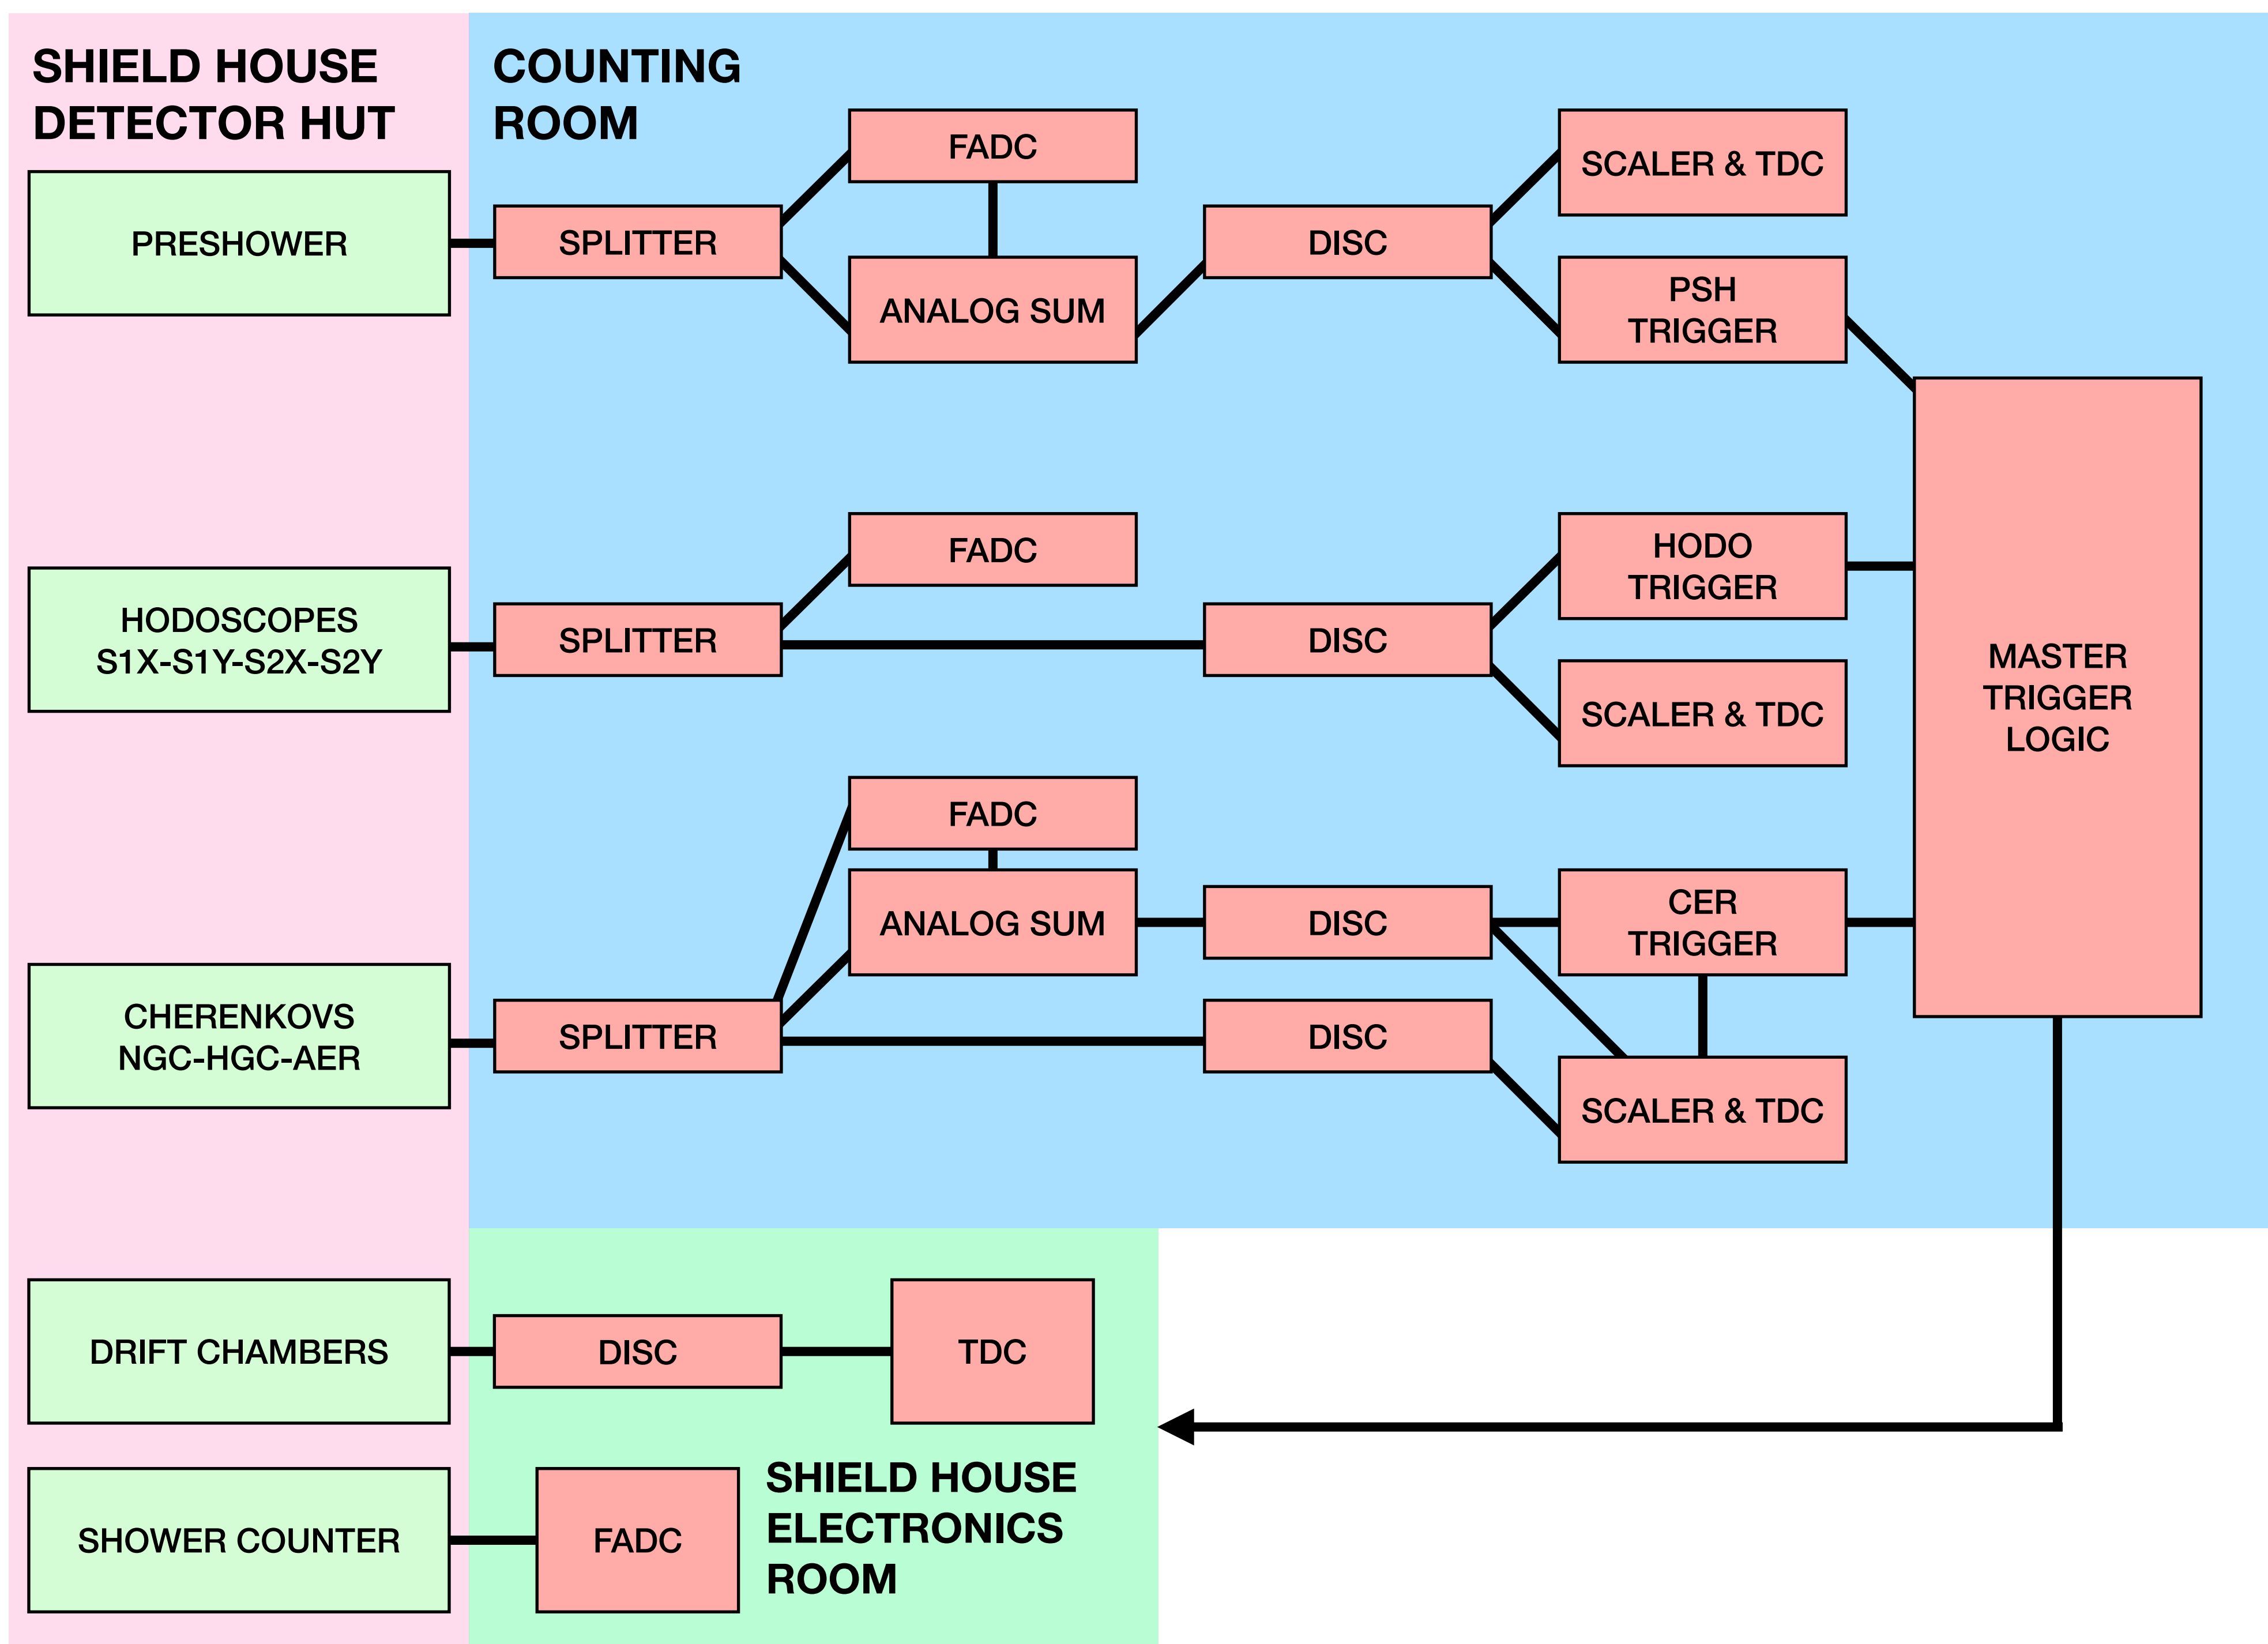 SHIELD HOUSE
DETECTOR HUT
COUNTING
ROOM
PRESHOWER
SPLITTER
FADC
ANALOG SUM
DISC
SCALER & TDC
PSH
TRIGGER
HODOSCOPES
S1X-S1Y-S2X-S2Y
SPLITTER
FADC
DISC
HODO
TRIGGER
SCALER & TDC
MASTER
TRIGGER
LOGIC
CHERENKOVS
NGC-HGC-AER
SPLITTER
FADC
ANALOG SUM
DISC
DISC
CER
TRIGGER
SCALER & TDC
DRIFT CHAMBERS
DISC
TDC
SHOWER COUNTER
FADC
SHIELD HOUSE
ELECTRONICS
ROOM